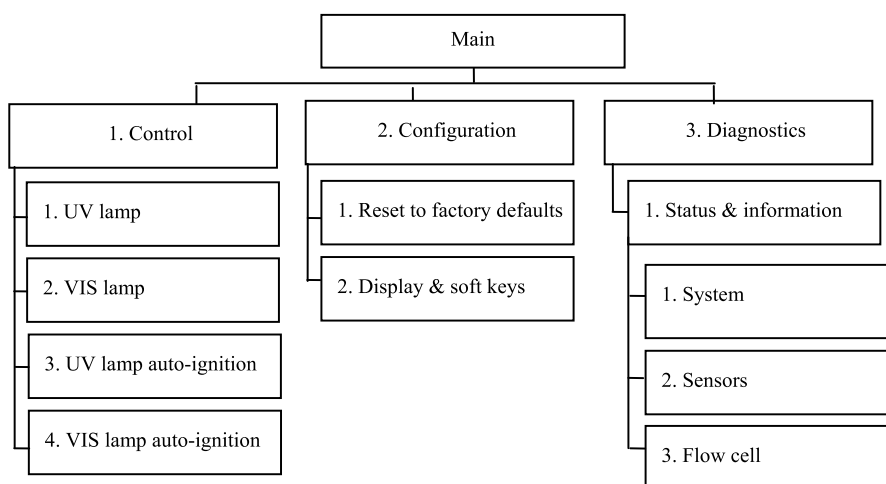 Main
1. Control
1. UV lamp
2. VIS lamp
3. UV lamp auto-ignition
4. VIS lamp auto-ignition
2. Configuration
1. Reset to factory defaults
2. Display & soft keys
3. Diagnostics
1. Status & information
1. System
2. Sensors
3. Flow cell